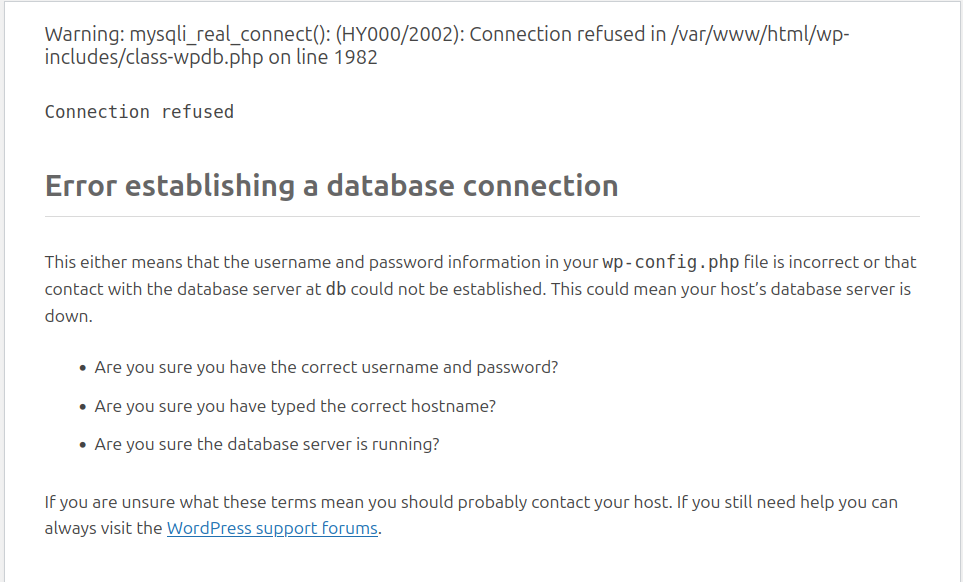 Warning: mysqli_real_connect(): (HY000/2002): Connection refused in /var/www/html/wp-
includes/class-wpdb.php on line 1982
Connection refused
Error establishing a database connection
This either means that the username and password information in your wp-config.php file is incorrect or that
contact with the database server at db could not be established. This could mean your host’s database server is
down.
• Are you sure you have the correct username and password?
• Are you sure you have typed the correct hostname?
• Are you sure the database server is running?
If you are unsure what these terms mean you should probably contact your host. If you still need help you can
always visit the WordPress support forums.